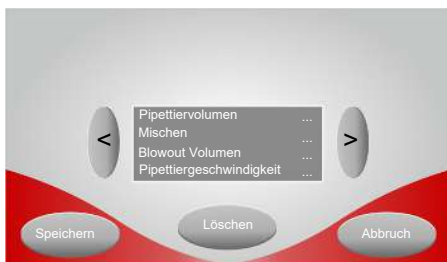 Pipettiervolumen ...
Mischen ...
< Blowout Volumen ... >
Pipettiergeschwindigkeit ...
Speichern Löschen Abbruch